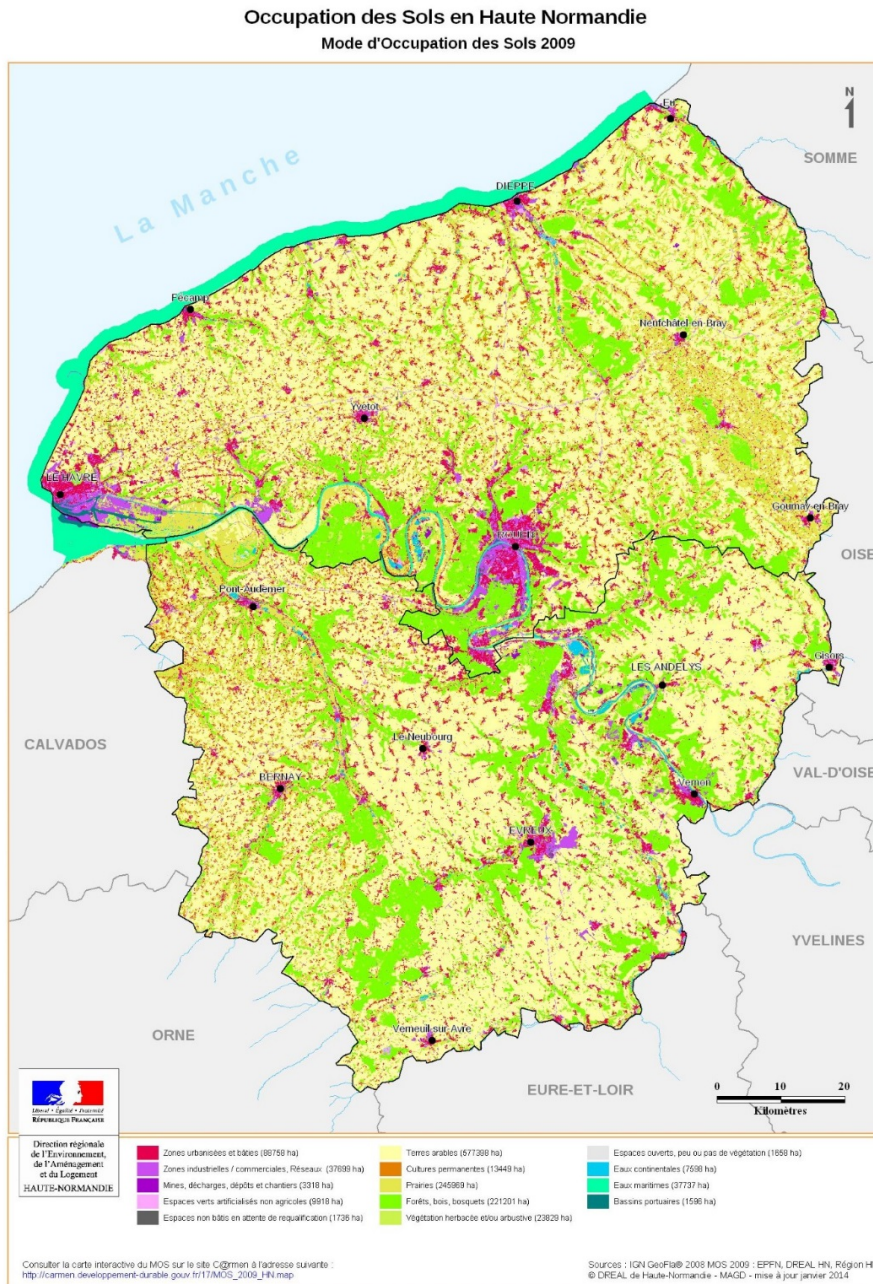 Occupation des Sols en Haute Normandie
Mode d'Occupation des Sols 2009
N
La Manche
Eu
SOMME
DIEPPE
Fécamp
Neufchâtel-en-Bray
Yvetot
LE HAVRE
Gournay-en-Bray
ROUEN
OISE
Pont-Audemer
Gisors
LES ANDELYS
CALVADOS
Le Neubourg
VAL-D'OISE
BERNAY
Vernon
EVREUX
YVELINES
ORNE
Verneuil-sur-Avre
EURE-ET-LOIR
0 10 20
Kilomètres
Liberté • Égalité • Fraternité
RÉPUBLIQUE FRANÇAISE
Direction régionale
de l'Environnement,
de l'Aménagement
et du Logement
HAUTE-NORMANDIE
Zones urbanisées et bâties (88758 ha)
Zones industrielles / commerciales, Réseaux (37699 ha)
Mines, décharges, dépôts et chantiers (3318 ha)
Espaces verts artificialisés non agricoles (9918 ha)
Espaces non bâtis en attente de requalification (1736 ha)
Terres arables (577398 ha)
Cultures permanentes (13449 ha)
Prairies (245969 ha)
Forêts, bois, bosquets (221201 ha)
Végétation herbacée et/ou arbustive (23829 ha)
Espaces ouverts, peu ou pas de végétation (1658 ha)
Eaux continentales (7598 ha)
Eaux maritimes (37737 ha)
Bassins portuaires (1596 ha)
Consulter la carte interactive du MOS sur le site C@rmen à l'adresse suivante :
http://carmen.developpement-durable.gouv.fr/17/MOS_2009_HN.map
Sources : IGN GeoFla® 2008 MOS 2009 : EPFN, DREAL HN, Région H
© DREAL de Haute-Normandie - MAGD - mise à jour janvier 2014